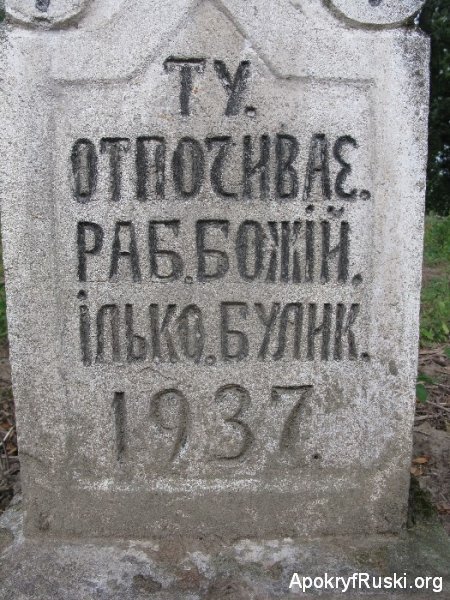 ТУ.
ОТПОЧИВАЄ.
РАБ. БОЖІЙ.
ІЛЬКО. БУЛИК.
1937.
ApokryfRuski.org